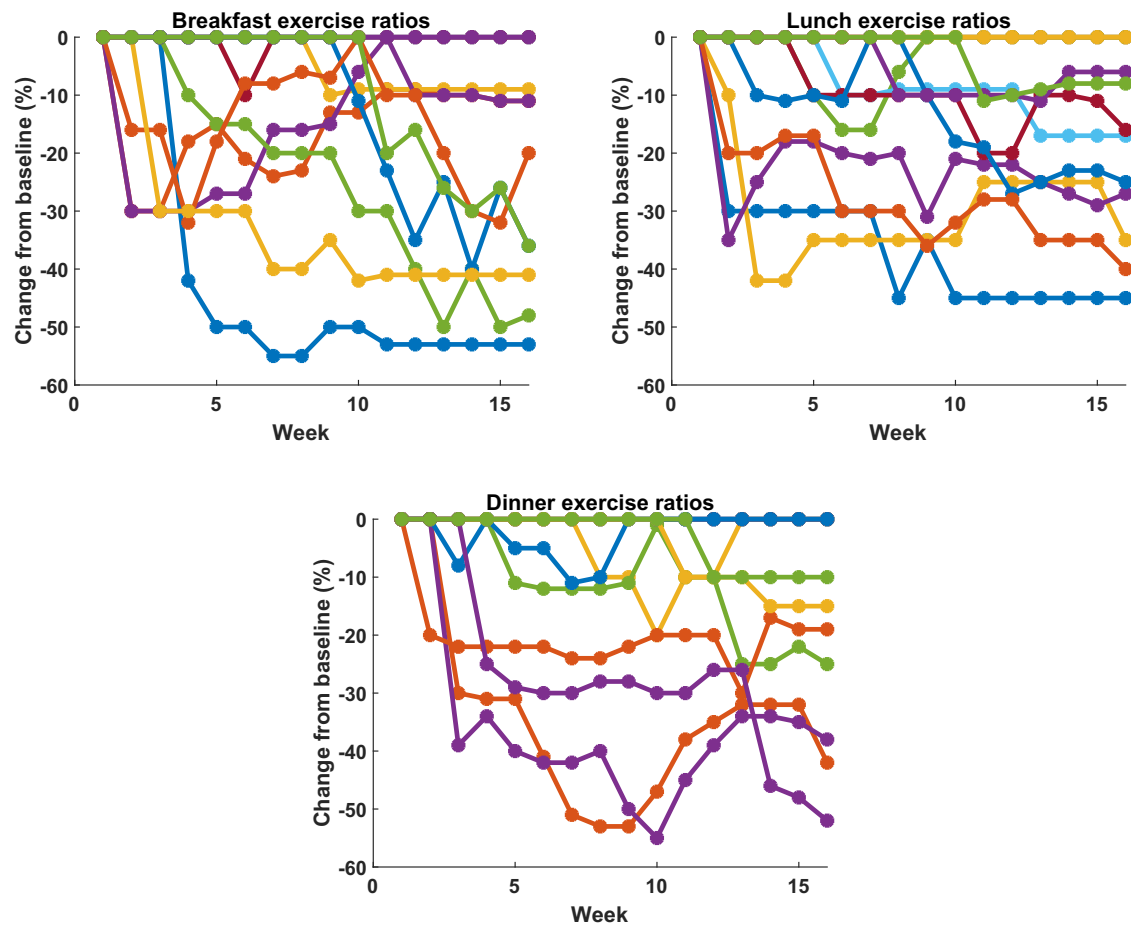 Breakfast exercise ratios
0
-10
-20
-30
-40
-50
-60
Change from baseline (%)
0 5 10 15
Week
Lunch exercise ratios
0
-10
-20
-30
-40
-50
-60
Change from baseline (%)
0 5 10 15
Week
Dinner exercise ratios
0
-10
-20
-30
-40
-50
-60
Change from baseline (%)
0 5 10 15
Week